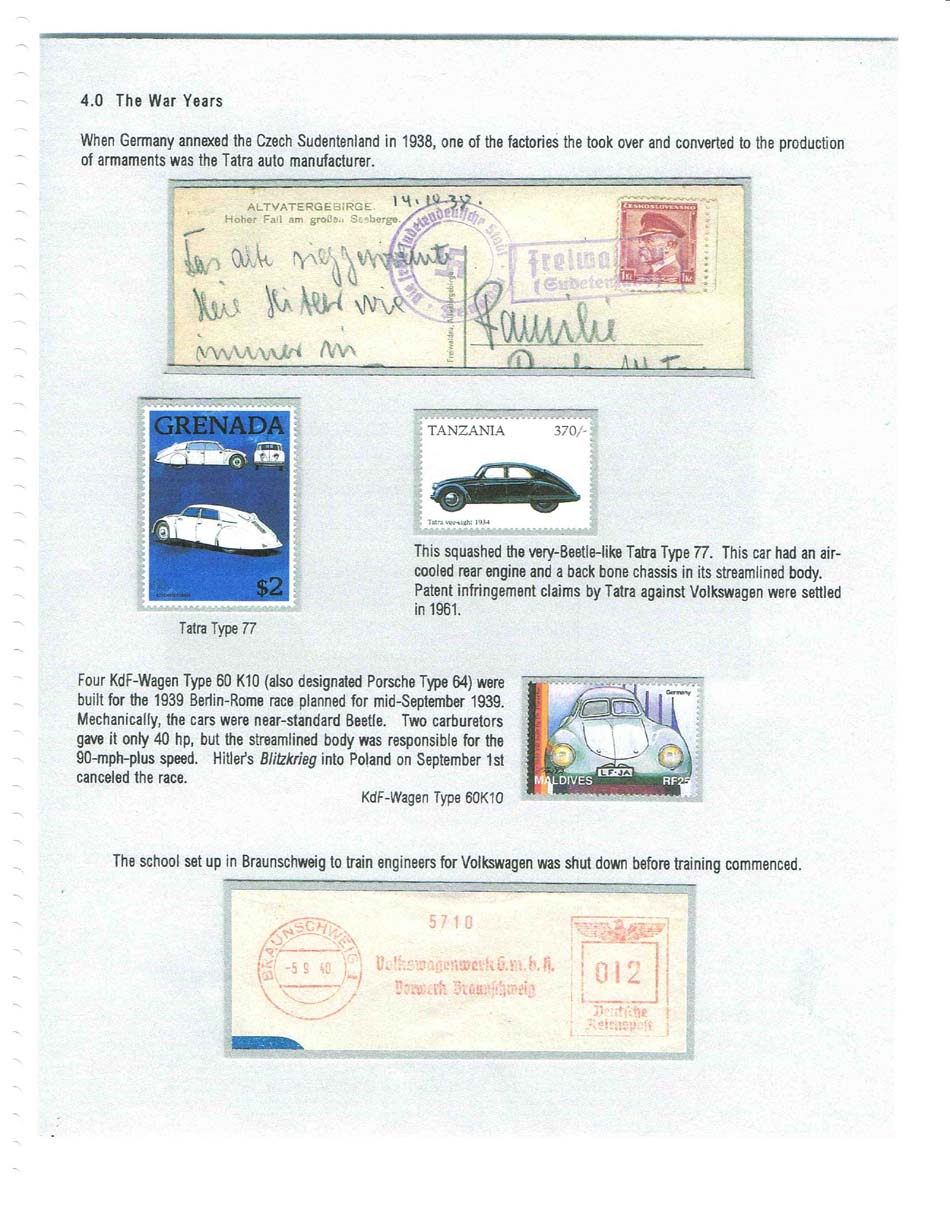 4.0 The War Years
When Germany annexed the Czech Sudentenland in 1938, one of the factories the took over and converted to the production
of armaments was the Tatra auto manufacturer.
ALTVATERGEBIRGE.
Hoher Fall am großen Seeberge.
14.10.38.
Die freie Sudetendeutsche Stadt
Freiwaldau
(Sudetenland)
ČESKOSLOVENSKO
1Kč 1Kč
Das alte
wie
immer in
Familie
GRENADA
$2
Tatra Type 77
TANZANIA 370/-
Tatra vee-eight 1934
This squashed the very-Beetle-like Tatra Type 77. This car had an air-
cooled rear engine and a back bone chassis in its streamlined body.
Patent infringement claims by Tatra against Volkswagen were settled
in 1961.
Four KdF-Wagen Type 60 K10 (also designated Porsche Type 64) were
built for the 1939 Berlin-Rome race planned for mid-September 1939.
Mechanically, the cars were near-standard Beetle. Two carburetors
gave it only 40 hp, but the streamlined body was responsible for the
90-mph-plus speed. Hitler's Blitzkrieg into Poland on September 1st
canceled the race.
KdF-Wagen Type 60K10
Germany
LF·JA
MALDIVES RF25
The school set up in Braunschweig to train engineers for Volkswagen was shut down before training commenced.
BRAUNSCHWEIG 1
-5 9 40
5710
Volkswagenwerk G.m.b.H.
Vorwerk Braunschweig
012
Deutsche
Reichspost